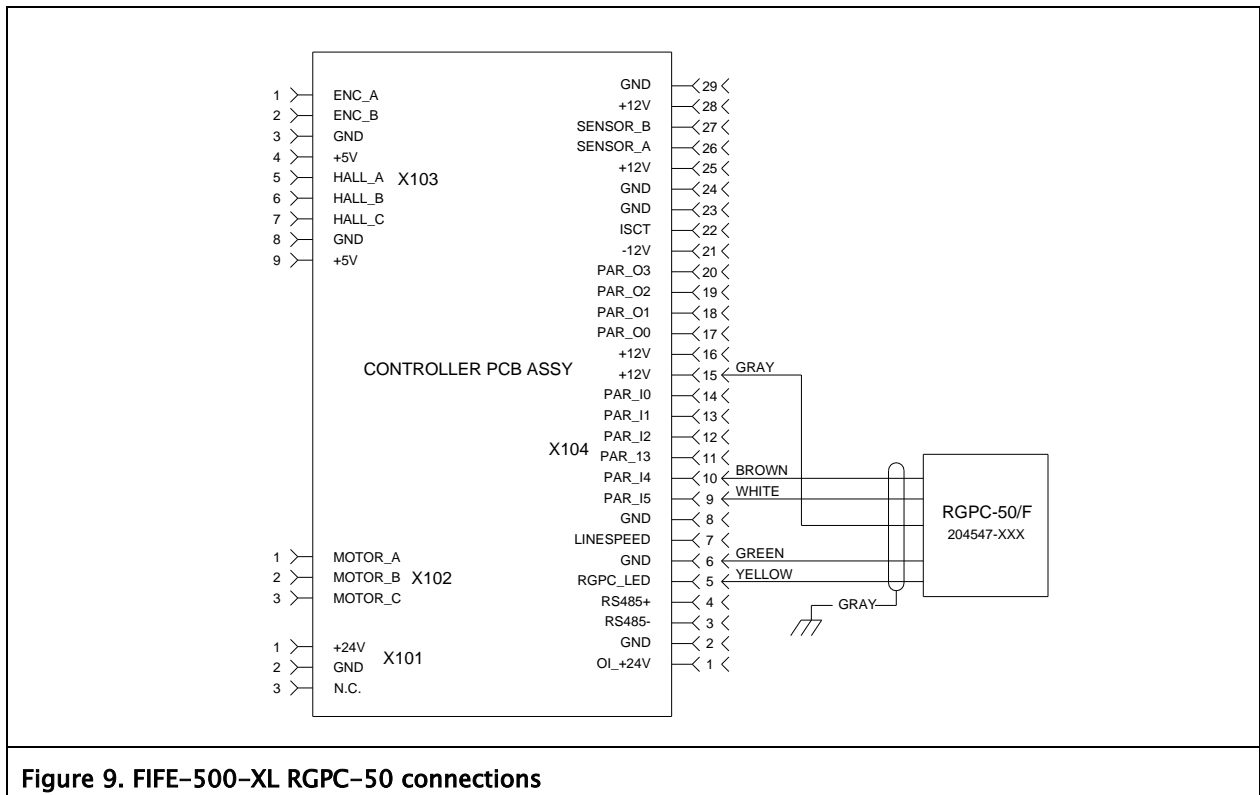 1 ENC_A
2 ENC_B
3 GND
4 +5V
5 HALL_A
6 HALL_B
7 HALL_C
8 GND
9 +5V
X103
CONTROLLER PCB ASSY
1 MOTOR_A
2 MOTOR_B
3 MOTOR_C
X102
1 +24V
2 GND
3 N.C.
X101
GND 29
+12V 28
SENSOR_B 27
SENSOR_A 26
+12V 25
GND 24
GND 23
ISCT 22
-12V 21
PAR_O3 20
PAR_O2 19
PAR_O1 18
PAR_O0 17
+12V 16
+12V 15 GRAY
PAR_I0 14
PAR_I1 13
PAR_I2 12
PAR_13 11
PAR_I4 10 BROWN
PAR_I5 9 WHITE
GND 8
LINESPEED 7
GND 6 GREEN
RGPC_LED 5 YELLOW
RS485+ 4
RS485- 3
GND 2
OI_+24V 1
X104
GRAY
RGPC-50/F
204547-XXX
Figure 9. FIFE-500-XL RGPC-50 connections